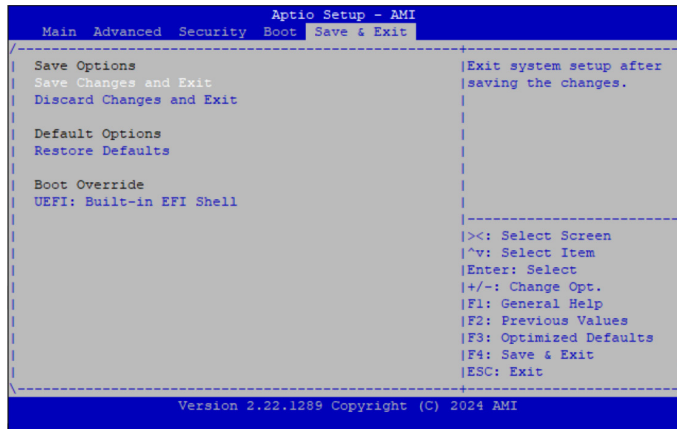 Aptio Setup - AMI
Main Advanced Security Boot Save & Exit
Save Options
Save Changes and Exit
Discard Changes and Exit
Default Options
Restore Defaults
Boot Override
UEFI: Built-in EFI Shell
Exit system setup after
saving the changes.
><: Select Screen
^v: Select Item
Enter: Select
+/-: Change Opt.
F1: General Help
F2: Previous Values
F3: Optimized Defaults
F4: Save & Exit
ESC: Exit
Version 2.22.1289 Copyright (C) 2024 AMI